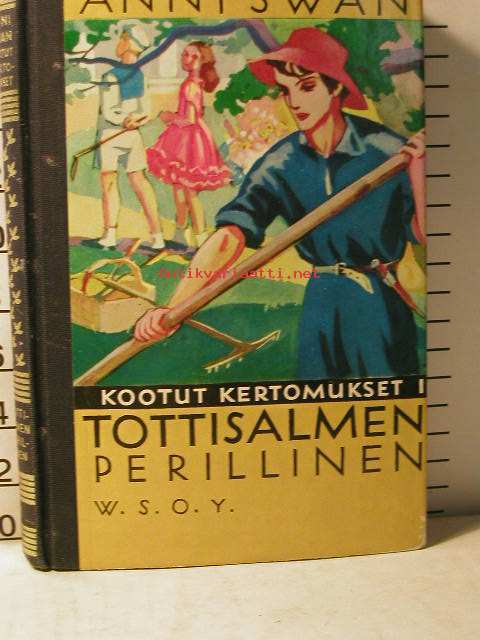 ANNI SWAN
antikvariaatti.net
KOOTUT KERTOMUKSET I
TOTTISALMEN
PERILLINEN
W. S. O. Y.